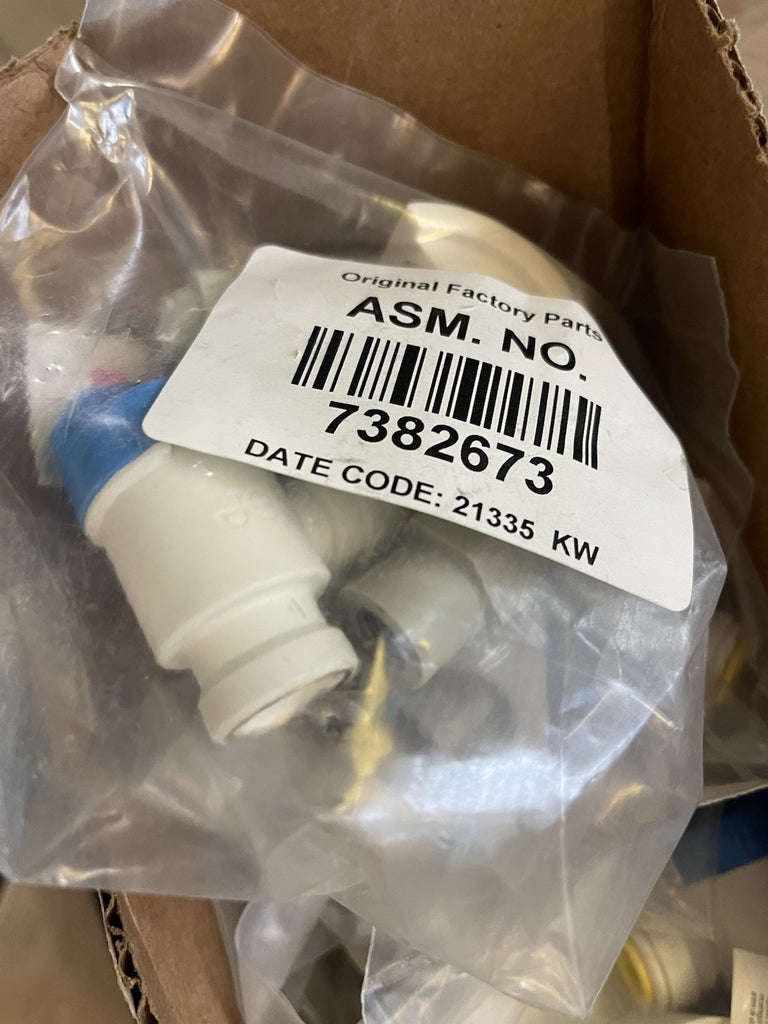 Original Factory Parts
ASM. NO.
7382673
DATE CODE: 21335 KW